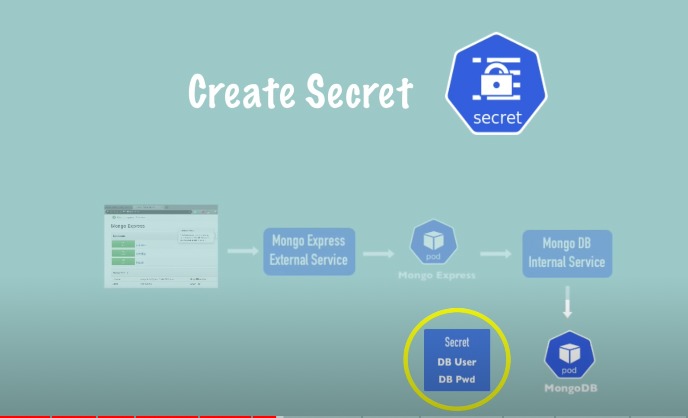 Create Secret
secret
Mongo Express
Mongo Express
External Service
pod
Mongo Express
Mongo DB
Internal Service
Secret
DB User
DB Pwd
pod
MongoDB